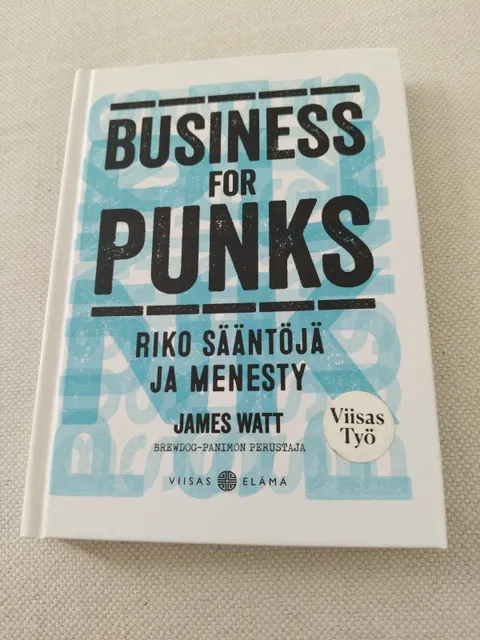 BUSINESS
FOR
PUNKS
RIKO SÄÄNTÖJÄ
JA MENESTY
JAMES WATT
BREWDOG-PANIMON PERUSTAJA
VIISAS ELÄMÄ
Viisas
Työ